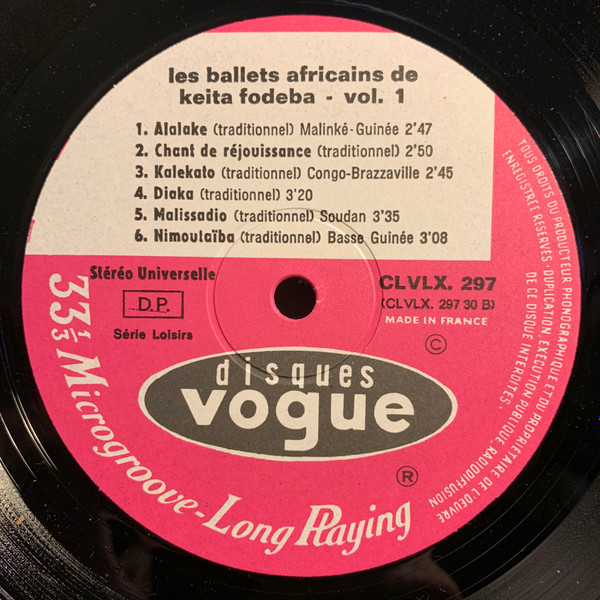 les ballets africains de
keita fodeba - vol. 1
1. Alalake (traditionnel) Malinké-Guinée 2'47
2. Chant de réjouissance (traditionnel) 2'50
3. Kalekato (traditionnel) Congo-Brazzaville 2'45
4. Diaka (traditionnel) 3'20
5. Malissadio (traditionnel) Soudan 3'35
6. Nimoutaïba (traditionnel) Basse Guinée 3'08
Stéréo Universelle
D.P.
Série Loisirs
CLVLX. 297
(CLVLX. 297 30 B)
MADE IN FRANCE
©
disques
vogue
®
33 1/3 Microgroove-Long Playing
TOUS DROITS DU PRODUCTEUR PHONOGRAPHIQUE ET DU PROPRIÉTAIRE DE L'OEUVRE
ENREGISTRÉE RÉSERVÉS - DUPLICATION, EXÉCUTION PUBLIQUE, RADIODIFFUSION
DE CE DISQUE INTERDITES.